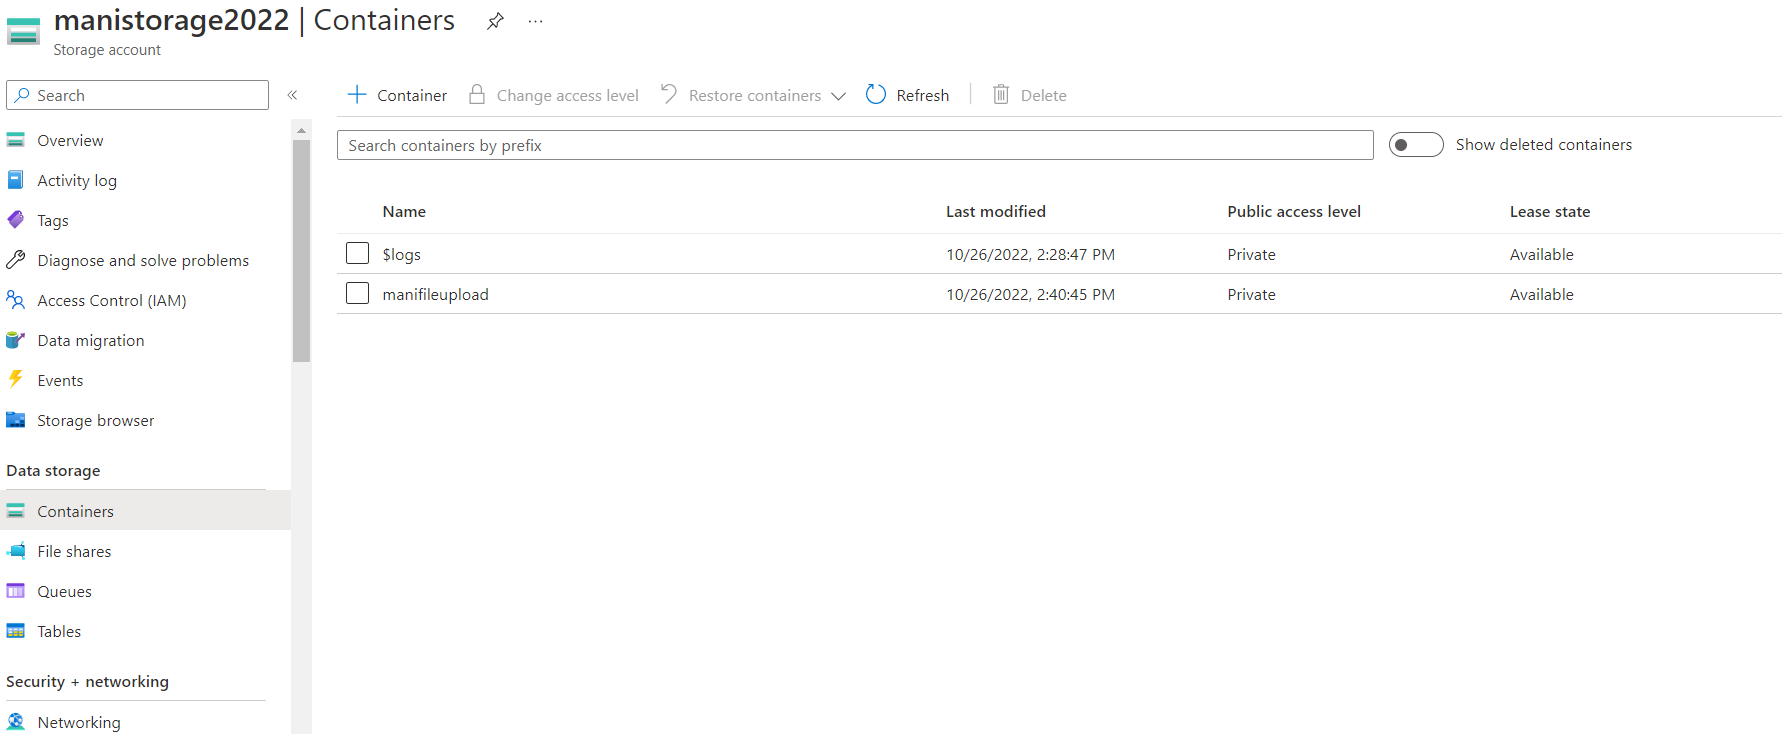 manistorage2022 | Containers
Storage account
Search
Overview
Activity log
Tags
Diagnose and solve problems
Access Control (IAM)
Data migration
Events
Storage browser
Data storage
Containers
File shares
Queues
Tables
Security + networking
Networking
Container Change access level Restore containers Refresh Delete
Search containers by prefix Show deleted containers
Name Last modified Public access level Lease state
$logs 10/26/2022, 2:28:47 PM Private Available
manifileupload 10/26/2022, 2:40:45 PM Private Available